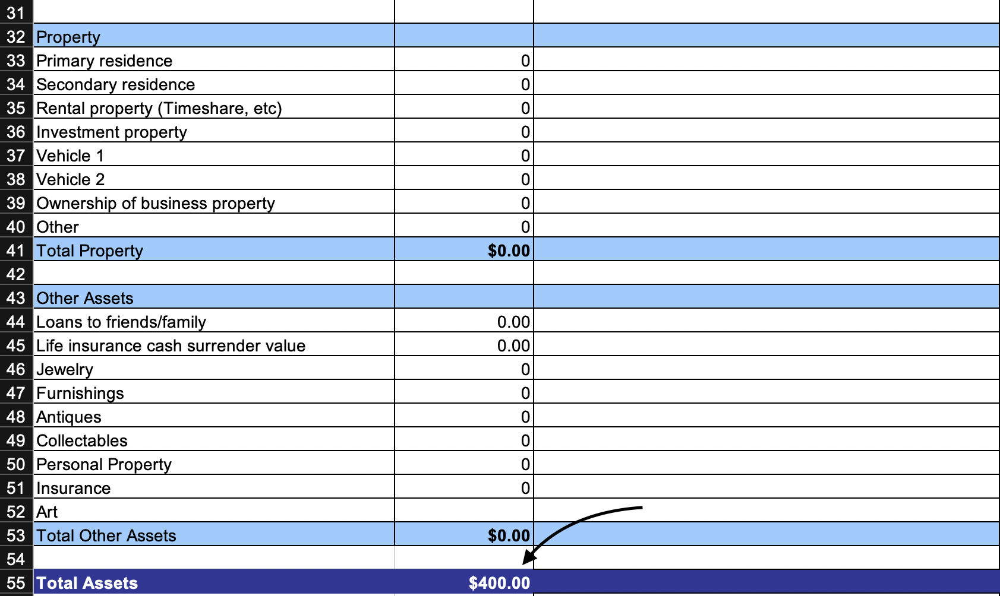 31
32 Property
33 Primary residence 0
34 Secondary residence 0
35 Rental property (Timeshare, etc) 0
36 Investment property 0
37 Vehicle 1 0
38 Vehicle 2 0
39 Ownership of business property 0
40 Other 0
41 Total Property $0.00
42
43 Other Assets
44 Loans to friends/family 0.00
45 Life insurance cash surrender value 0.00
46 Jewelry 0
47 Furnishings 0
48 Antiques 0
49 Collectables 0
50 Personal Property 0
51 Insurance 0
52 Art
53 Total Other Assets $0.00
54
55 Total Assets $400.00